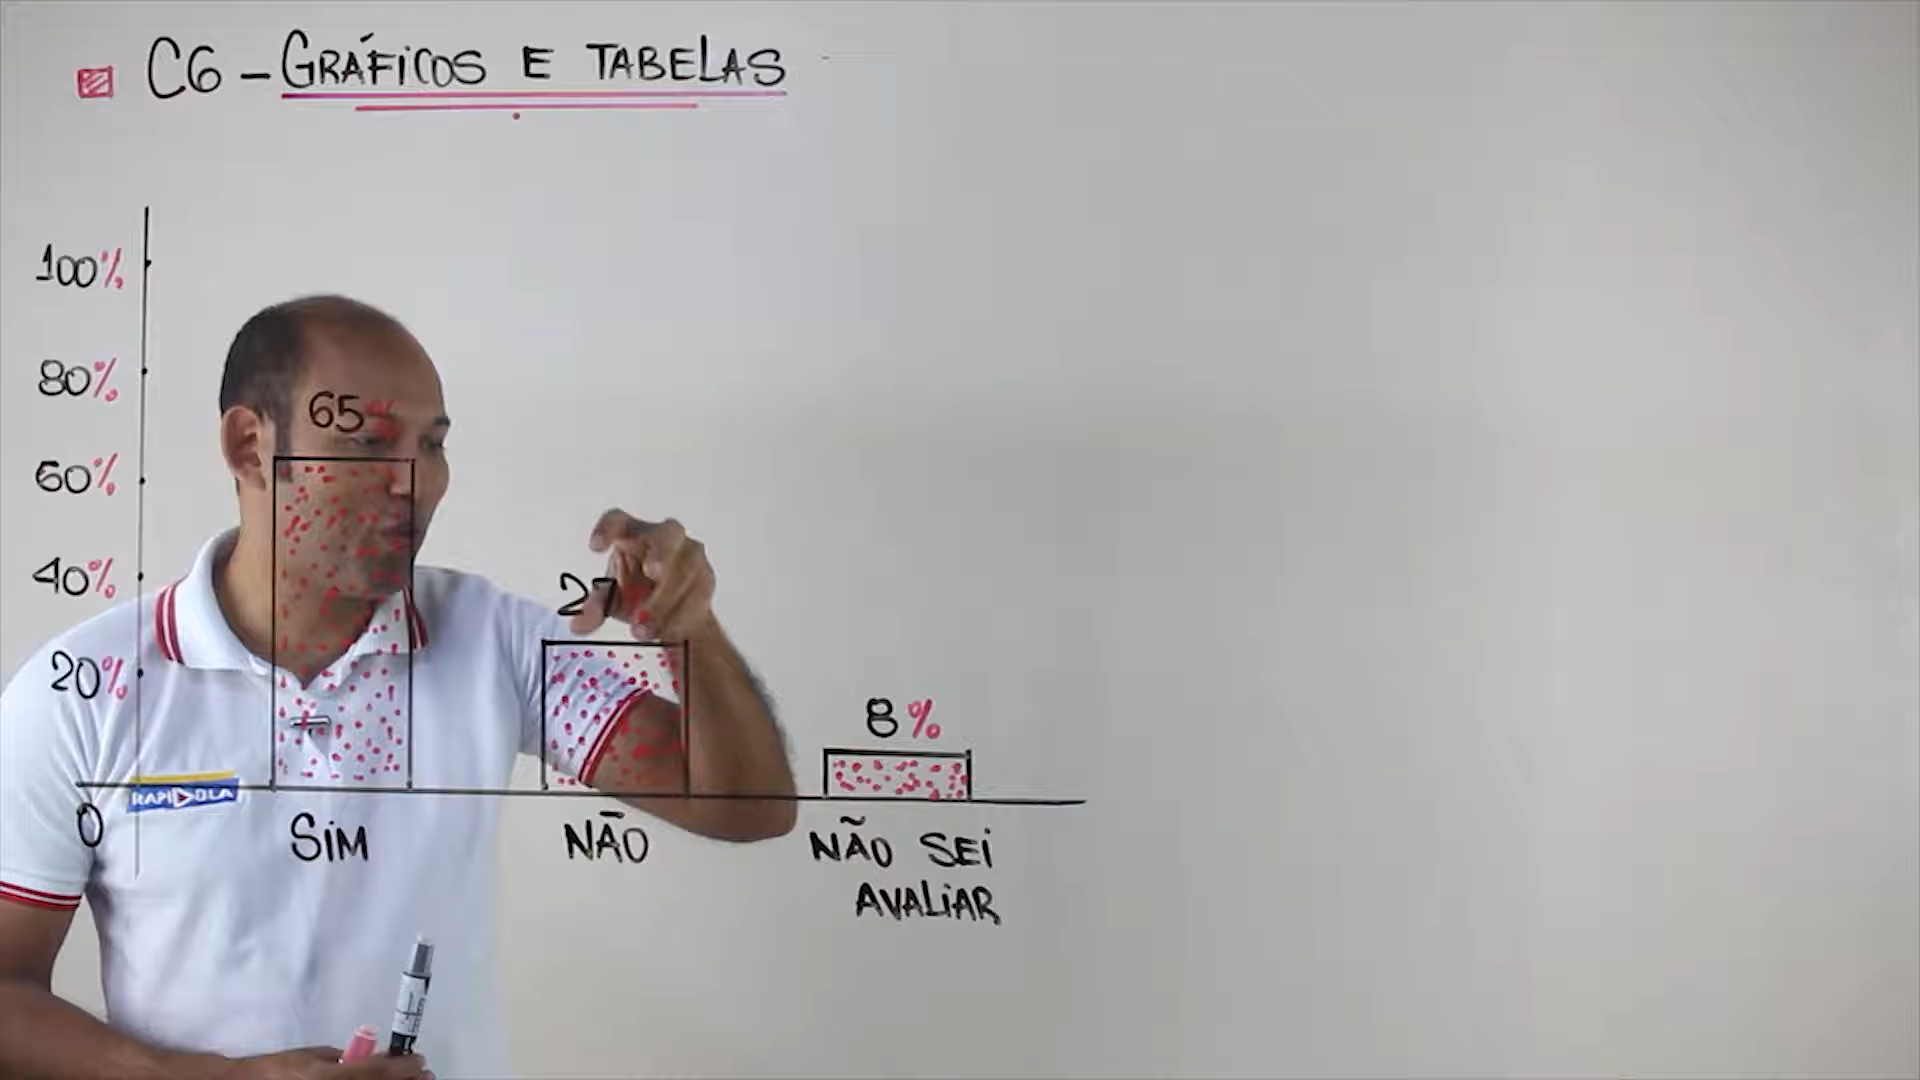 C6 - GRÁFICOS E TABELAS
100%
80%
60%
40%
20%
0
65%
27%
8%
SIM
NÃO
NÃO SEI
AVALIAR
RAPIDOLA